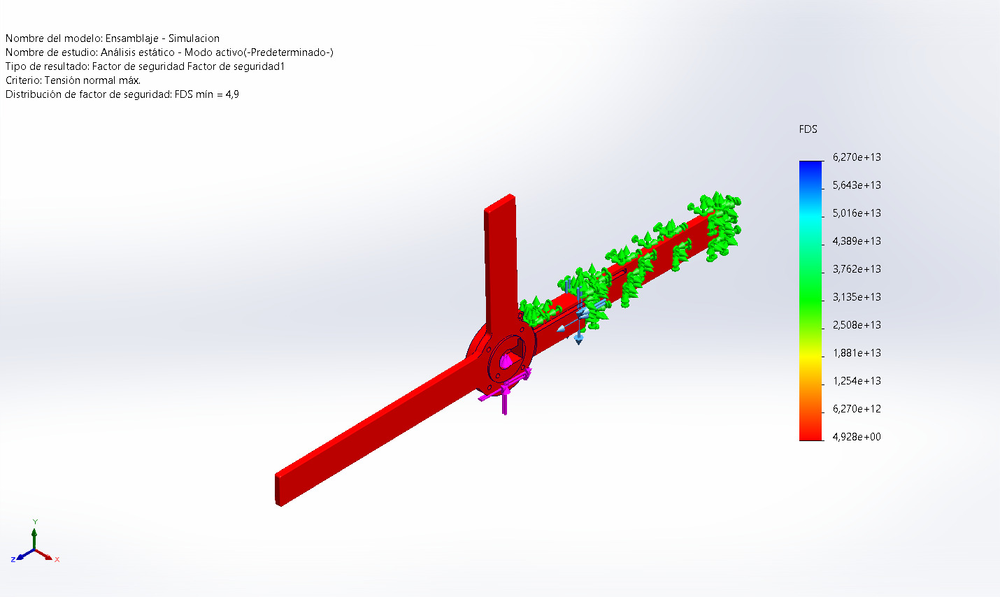 Nombre del modelo: Ensamblaje - Simulacion
Nombre de estudio: Análisis estático - Modo activo(-Predeterminado-)
Tipo de resultado: Factor de seguridad Factor de seguridad1
Criterio: Tensión normal máx.
Distribución de factor de seguridad: FDS mín = 4,9
FDS
6,270e+13
5,643e+13
5,016e+13
4,389e+13
3,762e+13
3,135e+13
2,508e+13
1,881e+13
1,254e+13
6,270e+12
4,928e+00
Y
Z
X